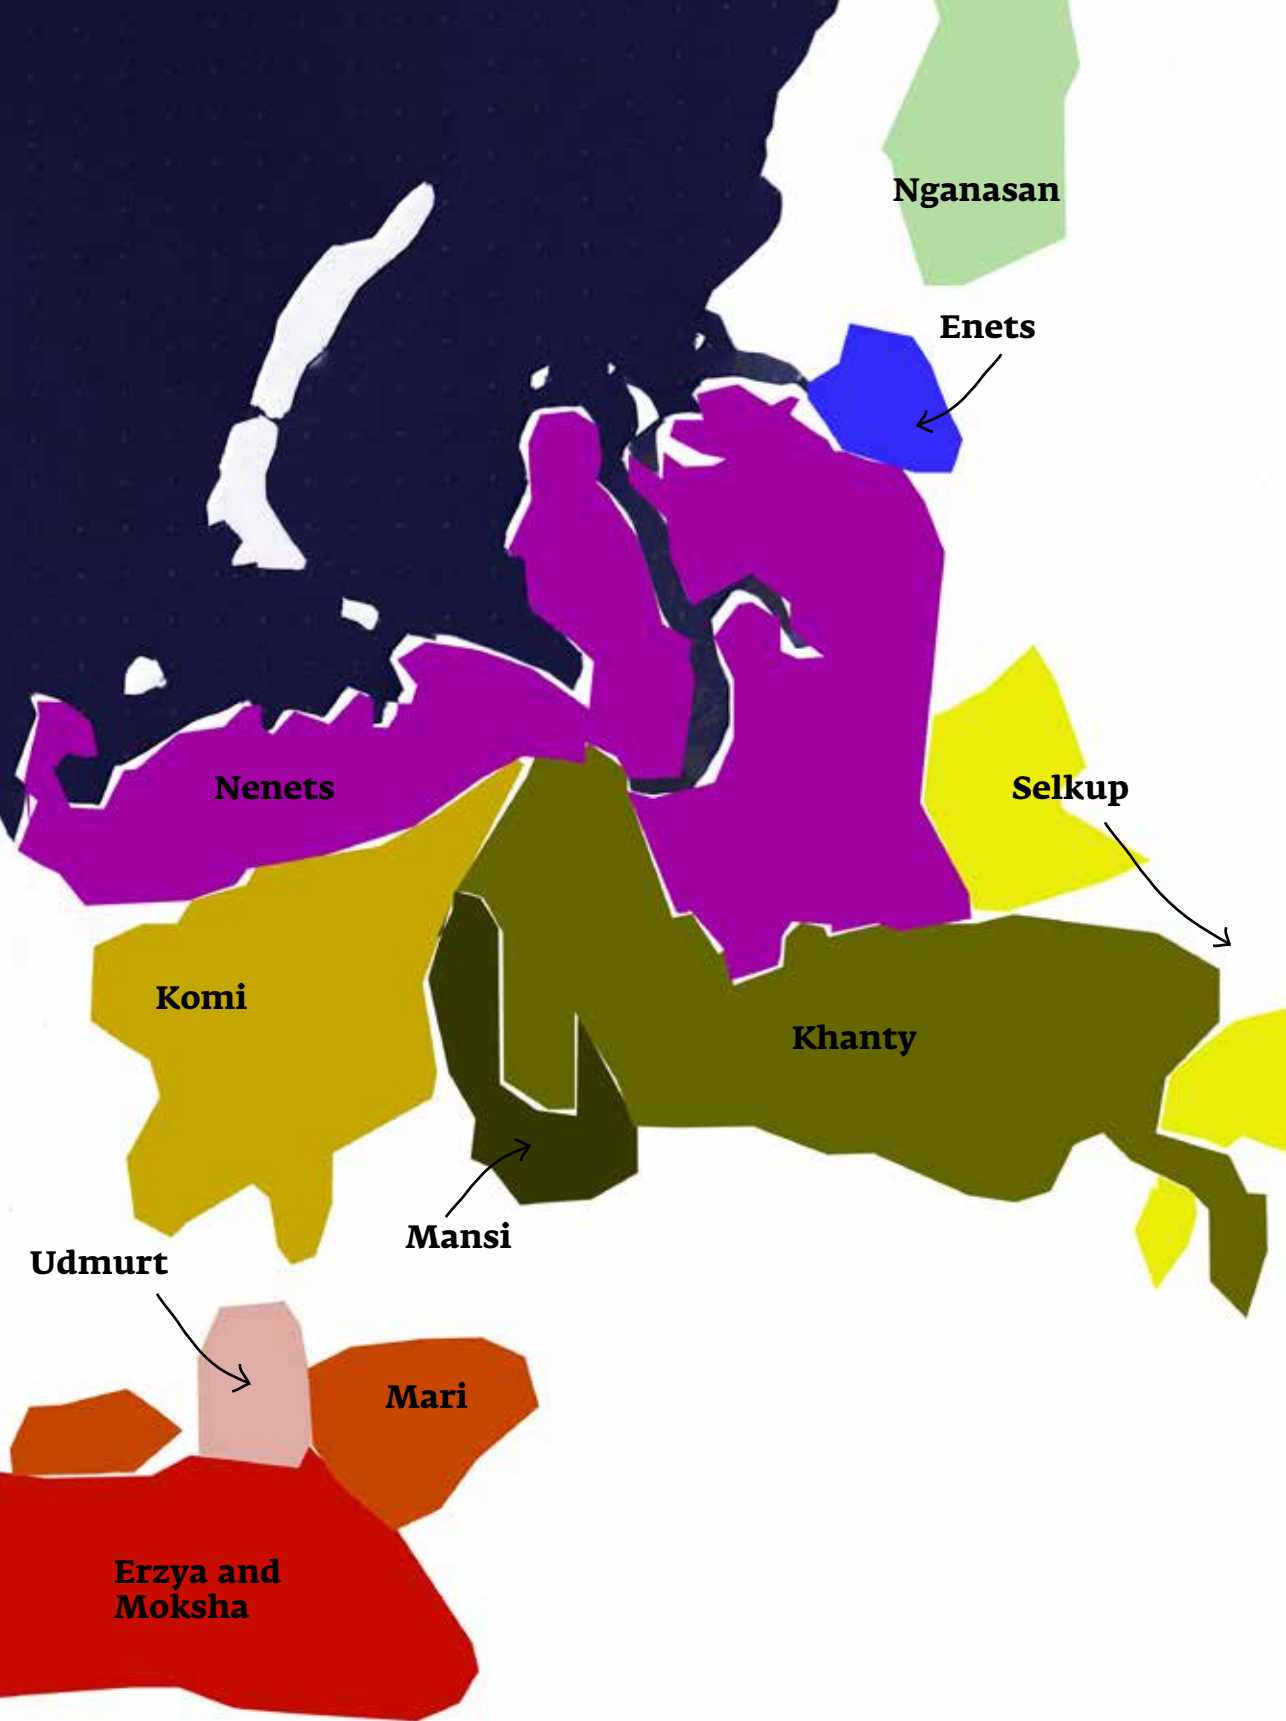 Nganasan
Enets
Nenets
Selkup
Komi
Khanty
Mansi
Udmurt
Mari
Erzya and
Moksha